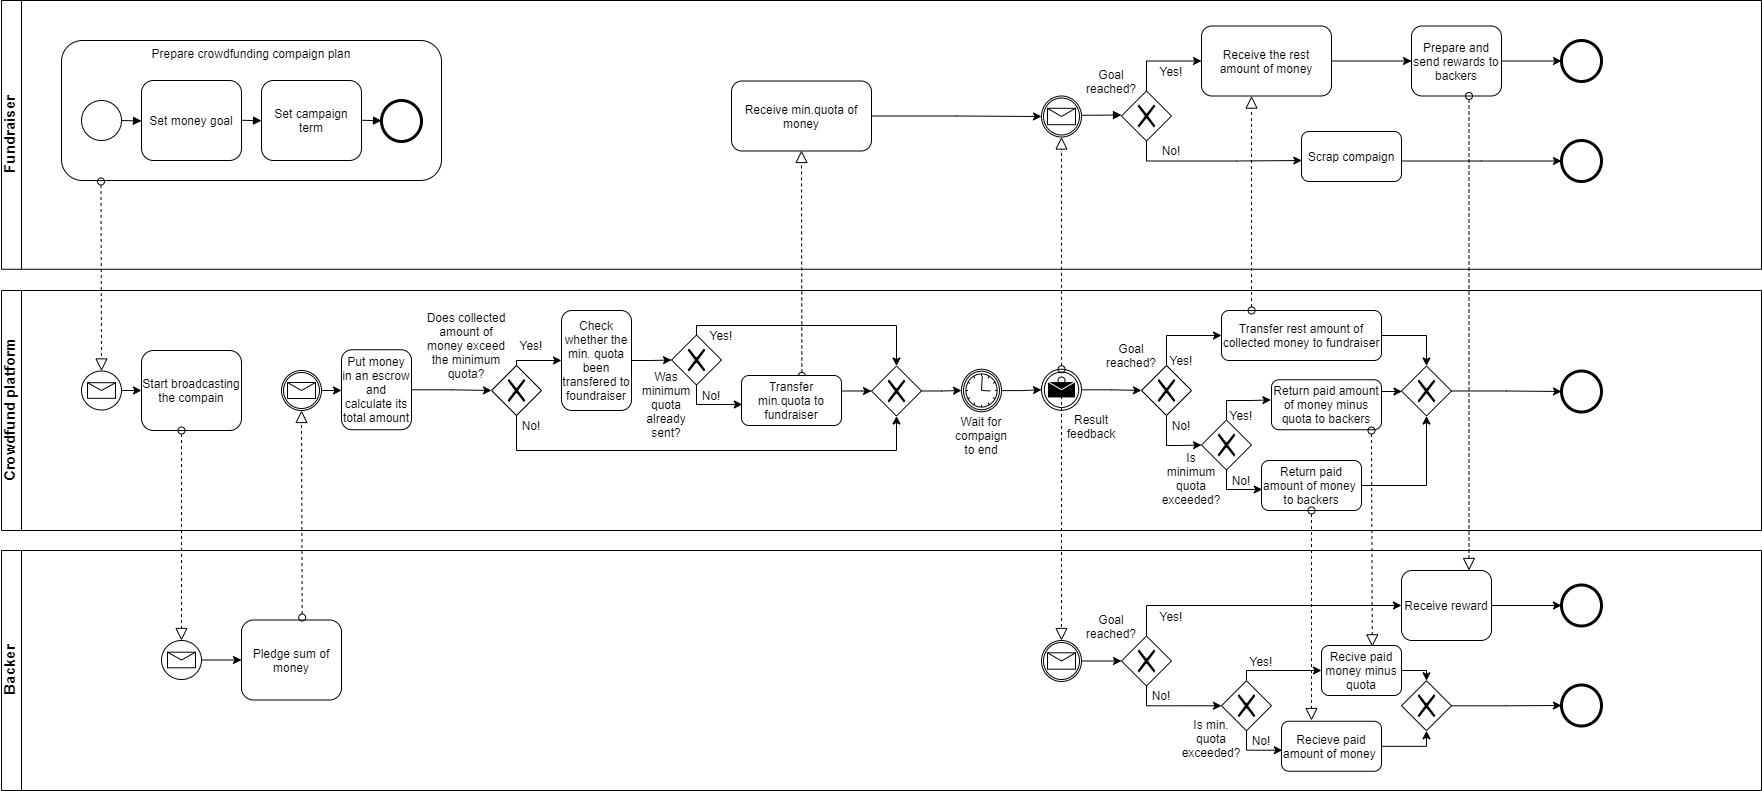 Fundraiser
Prepare crowdfunding compaign plan
Set money goal
Set campaign
term
Receive min.quota of
money
Goal
reached?
Yes!
No!
Receive the rest
amount of money
Prepare and
send rewards to
backers
Scrap compaign
Crowdfund platform
Start broadcasting
the compain
Put money
in an escrow
and
calculate its
total amount
Does collected
amount of
money exceed
the minimum
quota?
Yes!
No!
Check
whether the
min. quota
been
transfered to
foundraiser
Was
minimum
quota
already
sent?
Yes!
No!
Transfer
min.quota to
fundraiser
Wait for
compaign
to end
Result
feedback
Goal
reached?
Yes!
No!
Transfer rest amount of
collected money to fundraiser
Is
minimum
quota
exceeded?
Yes!
No!
Return paid amount
of money minus
quota to backers
Return paid
amount of money
to backers
Backer
Pledge sum of
money
Goal
reached?
Yes!
No!
Receive reward
Is min.
quota
exceeded?
Yes!
No!
Recive paid
money minus
quota
Recieve paid
amount of money